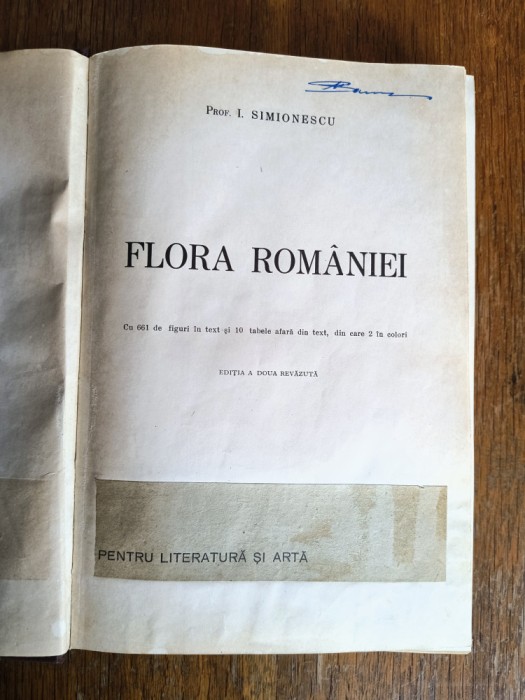 PROF. I. SIMIONESCU
FLORA ROMÂNIEI
Cu 661 de figuri în text și 10 tabele afară din text, din care 2 în colori
EDIȚIA A DOUA REVĂZUTĂ
PENTRU LITERATURĂ ȘI ARTĂ